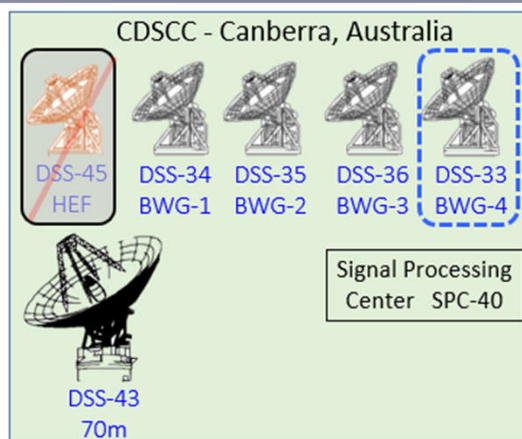 CDSCC - Canberra, Australia
DSS-45
HEF
DSS-34
BWG-1
DSS-35
BWG-2
DSS-36
BWG-3
DSS-33
BWG-4
Signal Processing
Center SPC-40
DSS-43
70m